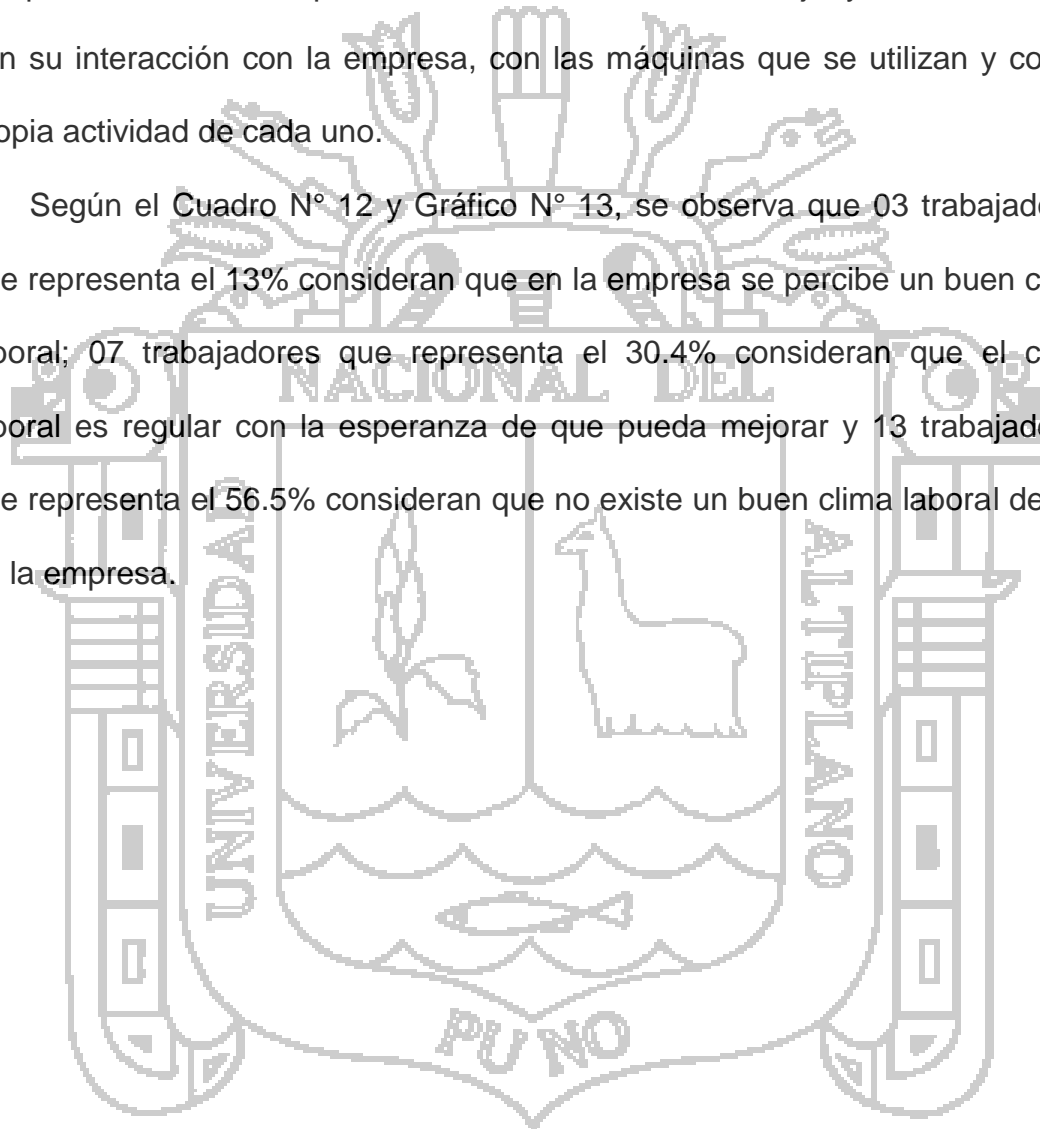 n su interacción con la empresa, con las máquinas que se utilizan y co
opia actividad de cada uno.
Según el Cuadro N° 12 y Gráfico N° 13, se observa que 03 trabajad
e representa el 13% consideran que en la empresa se percibe un buen c
boral; 07 trabajadores que representa el 30.4% consideran que el c
boral es regular con la esperanza de que pueda mejorar y 13 trabajad
e representa el 56.5% consideran que no existe un buen clima laboral de
la empresa.
NACIONAL DEL
UNIVERSIDAD
ALTIPLANO
PUNO